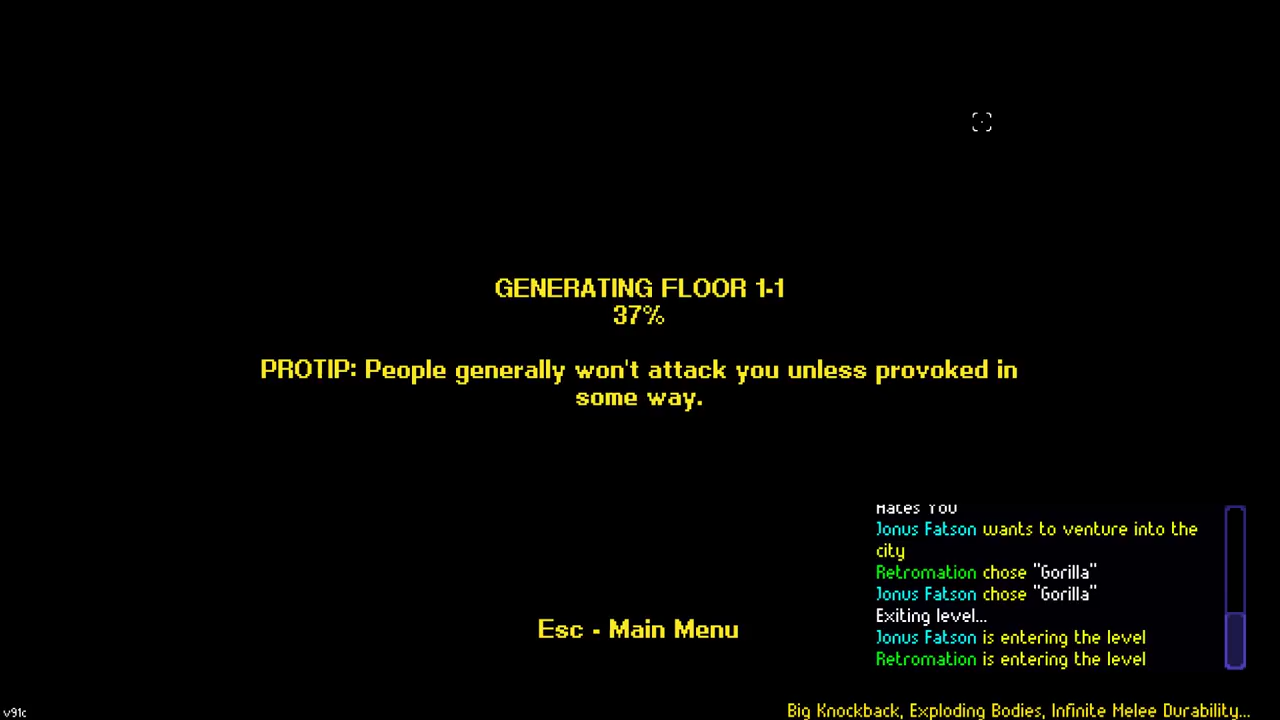 GENERATING FLOOR 1-1
37%
PROTIP: People generally won't attack you unless provoked in
some way.
Hates You
Jonus Fatson wants to venture into the
city
Retromation chose "Gorilla"
Jonus Fatson chose "Gorilla"
Exiting level...
Jonus Fatson is entering the level
Retromation is entering the level
Esc - Main Menu
v91c
Big Knockback, Exploding Bodies, Infinite Melee Durability...